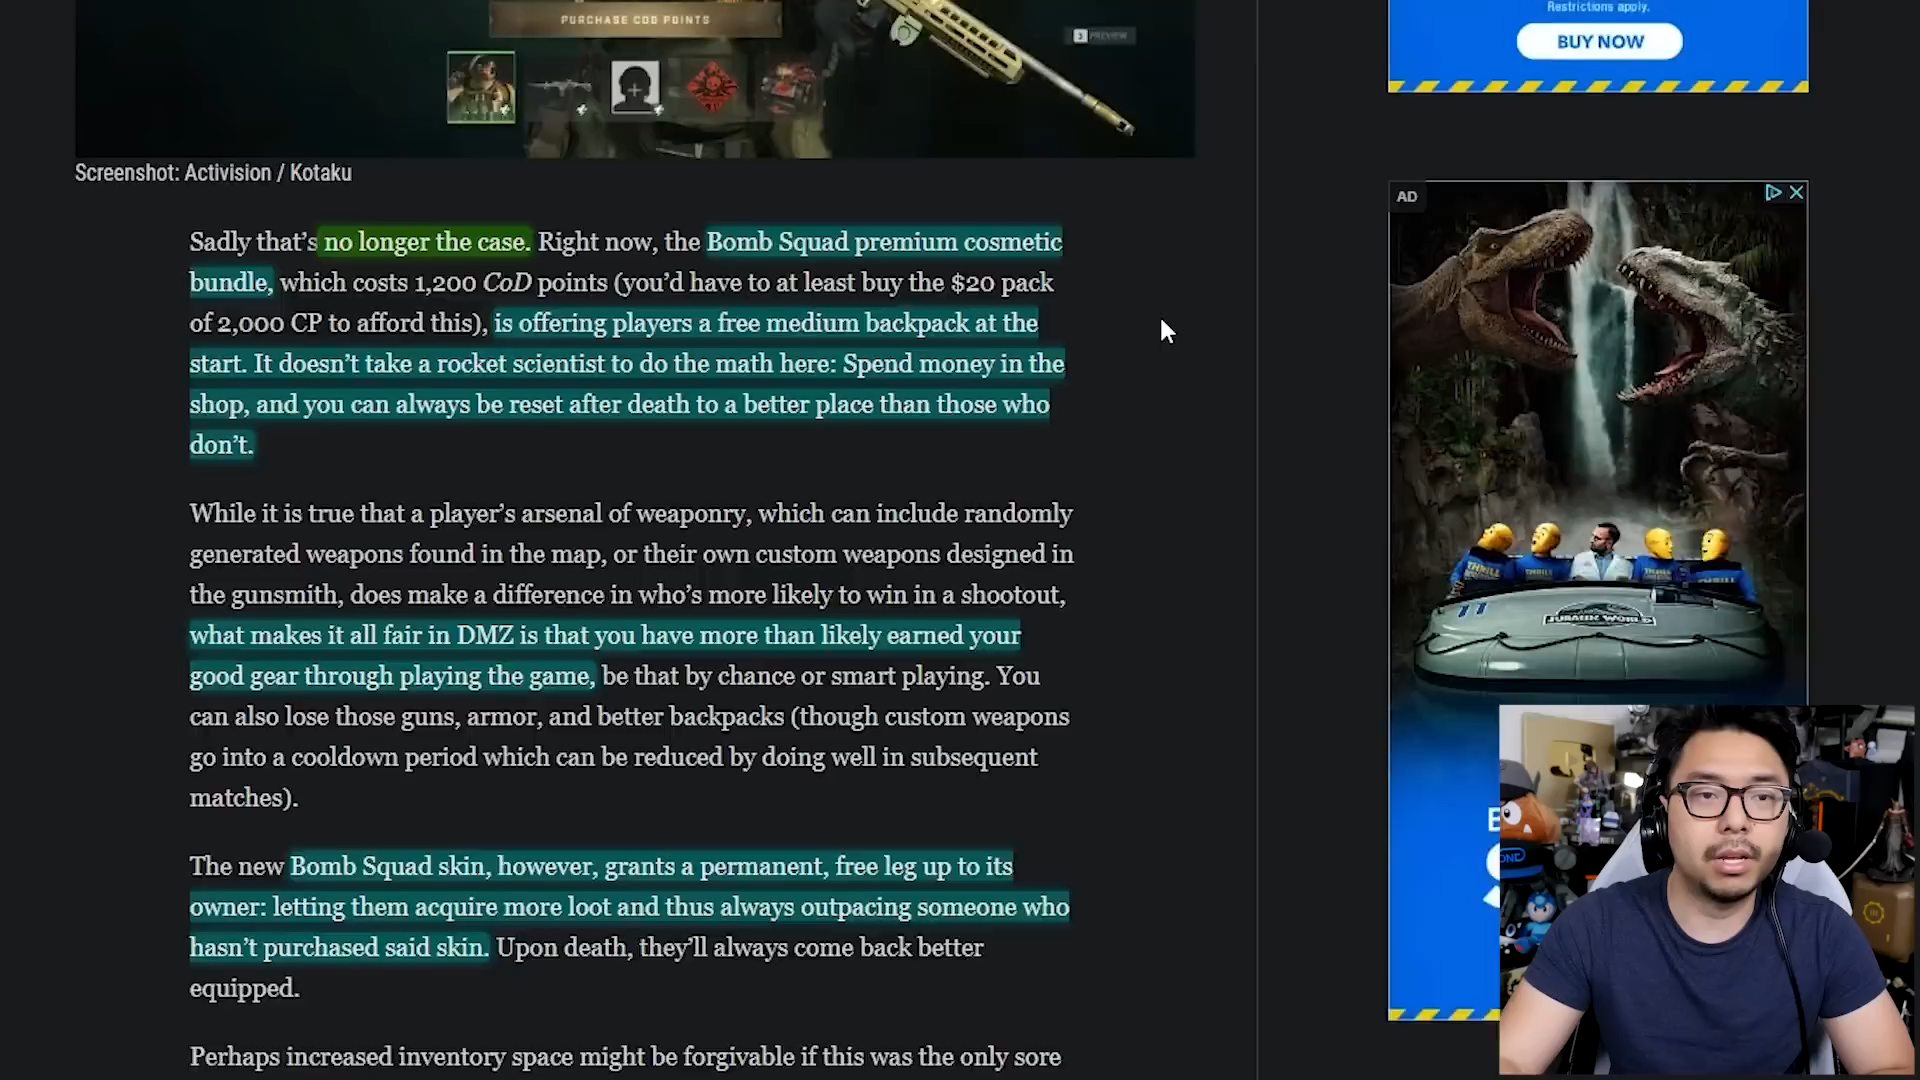 PURCHASE COD POINTS
3 PREVIEW
Screenshot: Activision / Kotaku
Sadly that’s no longer the case. Right now, the Bomb Squad premium cosmetic
bundle, which costs 1,200 CoD points (you’d have to at least buy the $20 pack
of 2,000 CP to afford this), is offering players a free medium backpack at the
start. It doesn’t take a rocket scientist to do the math here: Spend money in the
shop, and you can always be reset after death to a better place than those who
don’t.
While it is true that a player’s arsenal of weaponry, which can include randomly
generated weapons found in the map, or their own custom weapons designed in
the gunsmith, does make a difference in who’s more likely to win in a shootout,
what makes it all fair in DMZ is that you have more than likely earned your
good gear through playing the game, be that by chance or smart playing. You
can also lose those guns, armor, and better backpacks (though custom weapons
go into a cooldown period which can be reduced by doing well in subsequent
matches).
The new Bomb Squad skin, however, grants a permanent, free leg up to its
owner: letting them acquire more loot and thus always outpacing someone who
hasn’t purchased said skin. Upon death, they’ll always come back better
equipped.
Perhaps increased inventory space might be forgivable if this was the only sore
Restrictions apply.
BUY NOW
AD
THRILL
11
JURASSIC WORLD